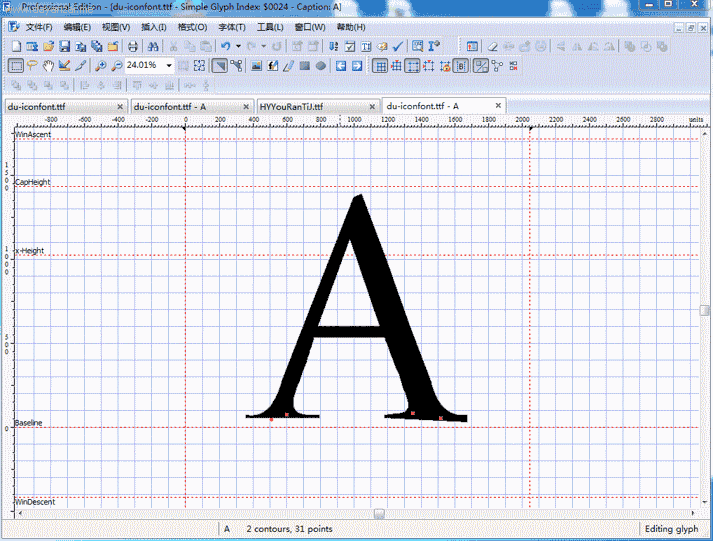 Professional Edition - [du-iconfont.ttf - Simple Glyph Index: $0024 - Caption: A]
文件(F) 编辑(E) 视图(V) 插入(I) 格式(O) 字体(T) 工具(L) 窗口(W) 帮助(H)
24.01%
du-iconfont.ttf du-iconfont.ttf - A HYYouRanTiJ.ttf du-iconfont.ttf - A
-800 -600 -400 -200 0 200 400 600 800 1000 1200 1400 1600 1800 2000 2200 2400 2600 2800 units
WinAscent
1500
CapHeight
x-Height
1000
A
500
Baseline
0
WinDescent
A 2 contours, 31 points Editing glyph